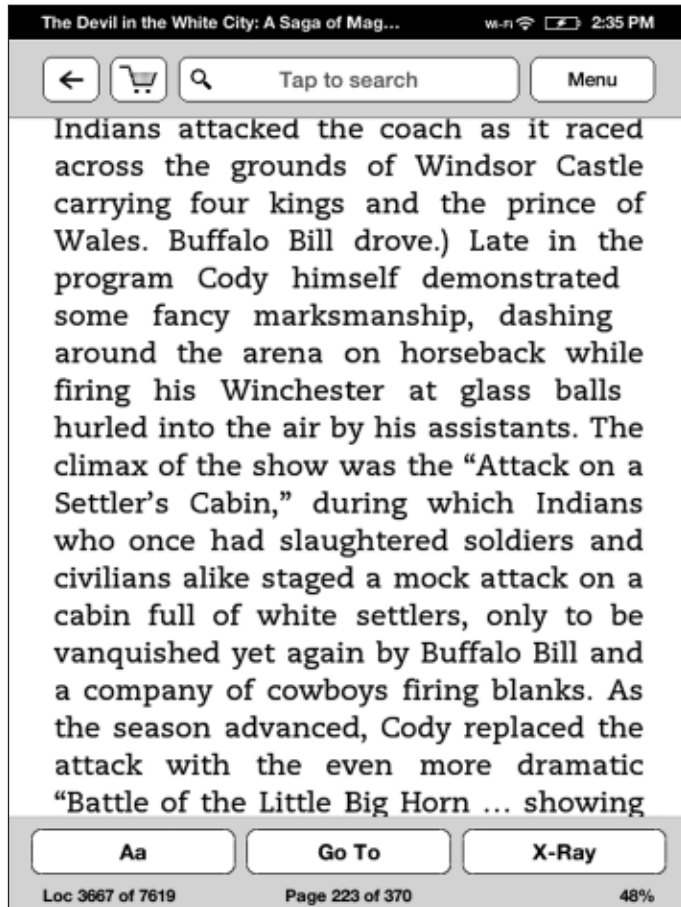 The Devil in the White City: A Saga of Mag... WI-FI 2:35 PM
Tap to search Menu
Indians attacked the coach as it raced
across the grounds of Windsor Castle
carrying four kings and the prince of
Wales. Buffalo Bill drove.) Late in the
program Cody himself demonstrated
some fancy marksmanship, dashing
around the arena on horseback while
firing his Winchester at glass balls
hurled into the air by his assistants. The
climax of the show was the “Attack on a
Settler’s Cabin,” during which Indians
who once had slaughtered soldiers and
civilians alike staged a mock attack on a
cabin full of white settlers, only to be
vanquished yet again by Buffalo Bill and
a company of cowboys firing blanks. As
the season advanced, Cody replaced the
attack with the even more dramatic
“Battle of the Little Big Horn … showing
Aa Go To X-Ray
Loc 3667 of 7619 Page 223 of 370 48%